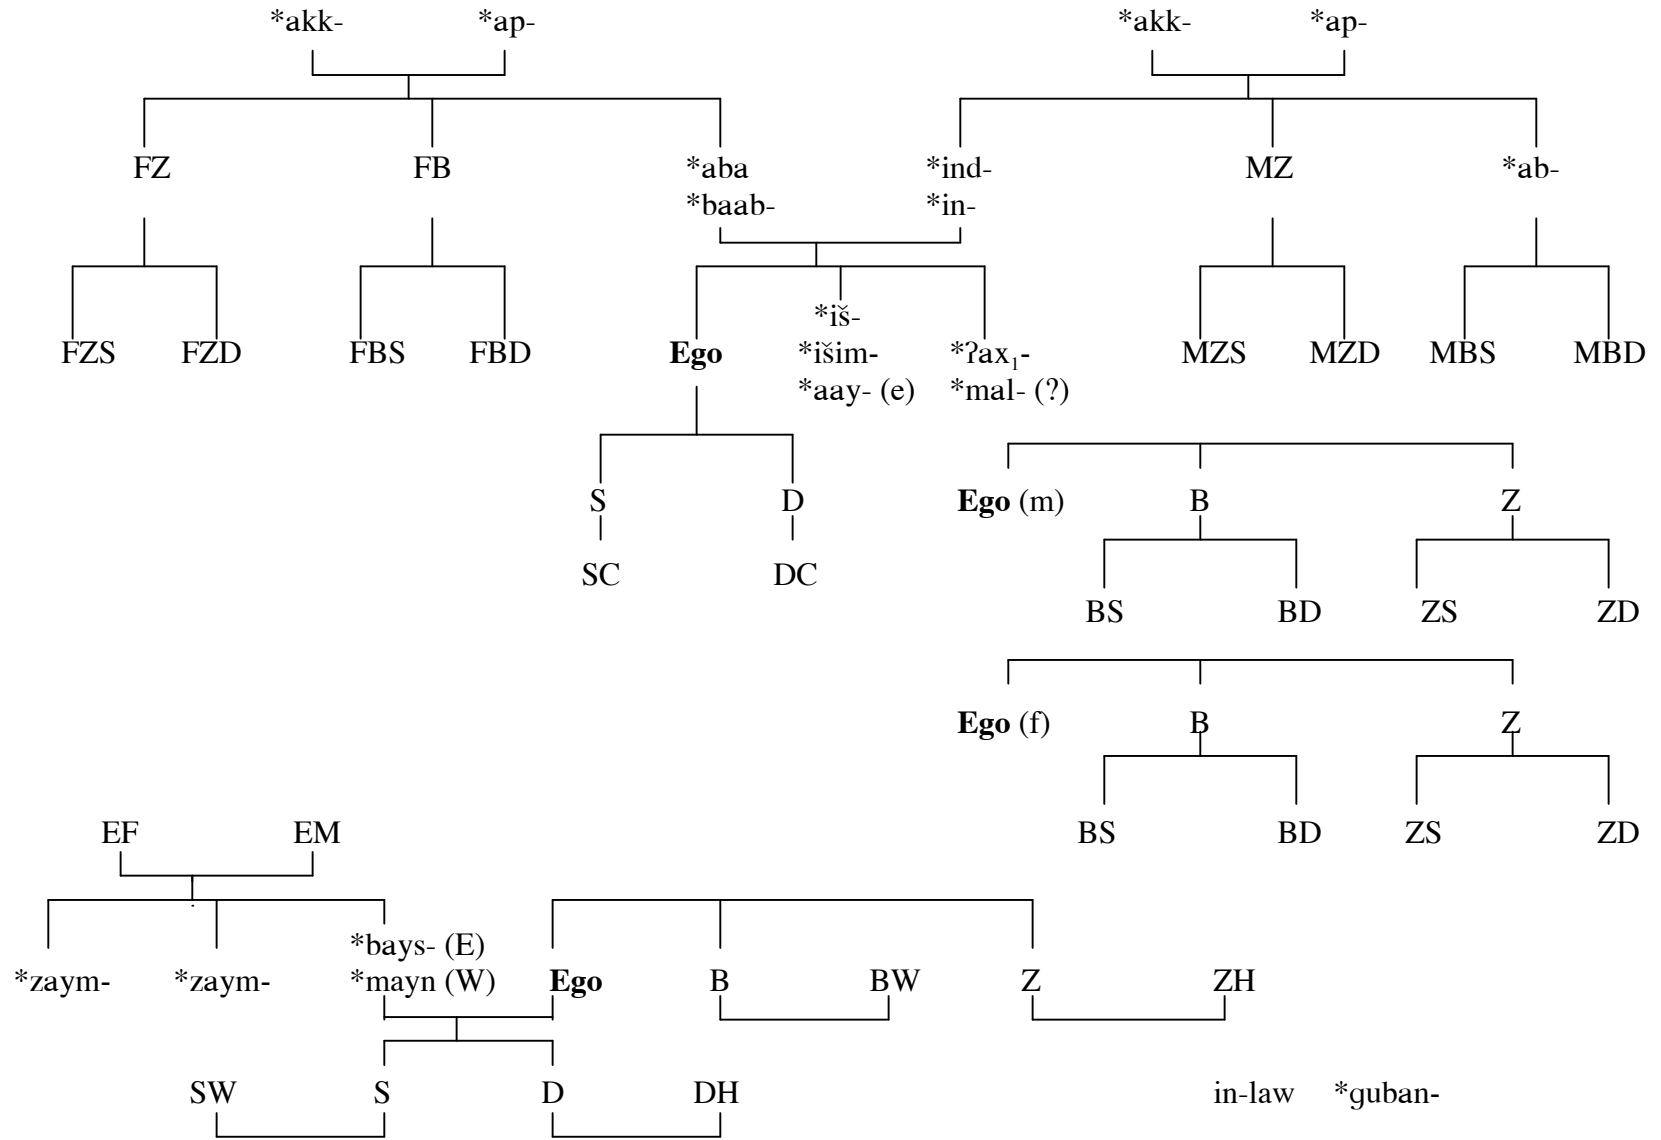 *akk- *ap- *akk- *ap-
FZ FB *aba *ind- MZ *ab-
*baab- *in-
*iš-
FZS FZD FBS FBD Ego *išim- *ʔax₁- MZS MZD MBS MBD
*aay- (e) *mal- (?)
S D Ego (m) B Z
SC DC
BS BD ZS ZD
Ego (f) B Z
EF EM BS BD ZS ZD
*bays- (E)
*zaym- *zaym- *mayn (W) Ego B BW Z ZH
SW S D DH in-law *guban-